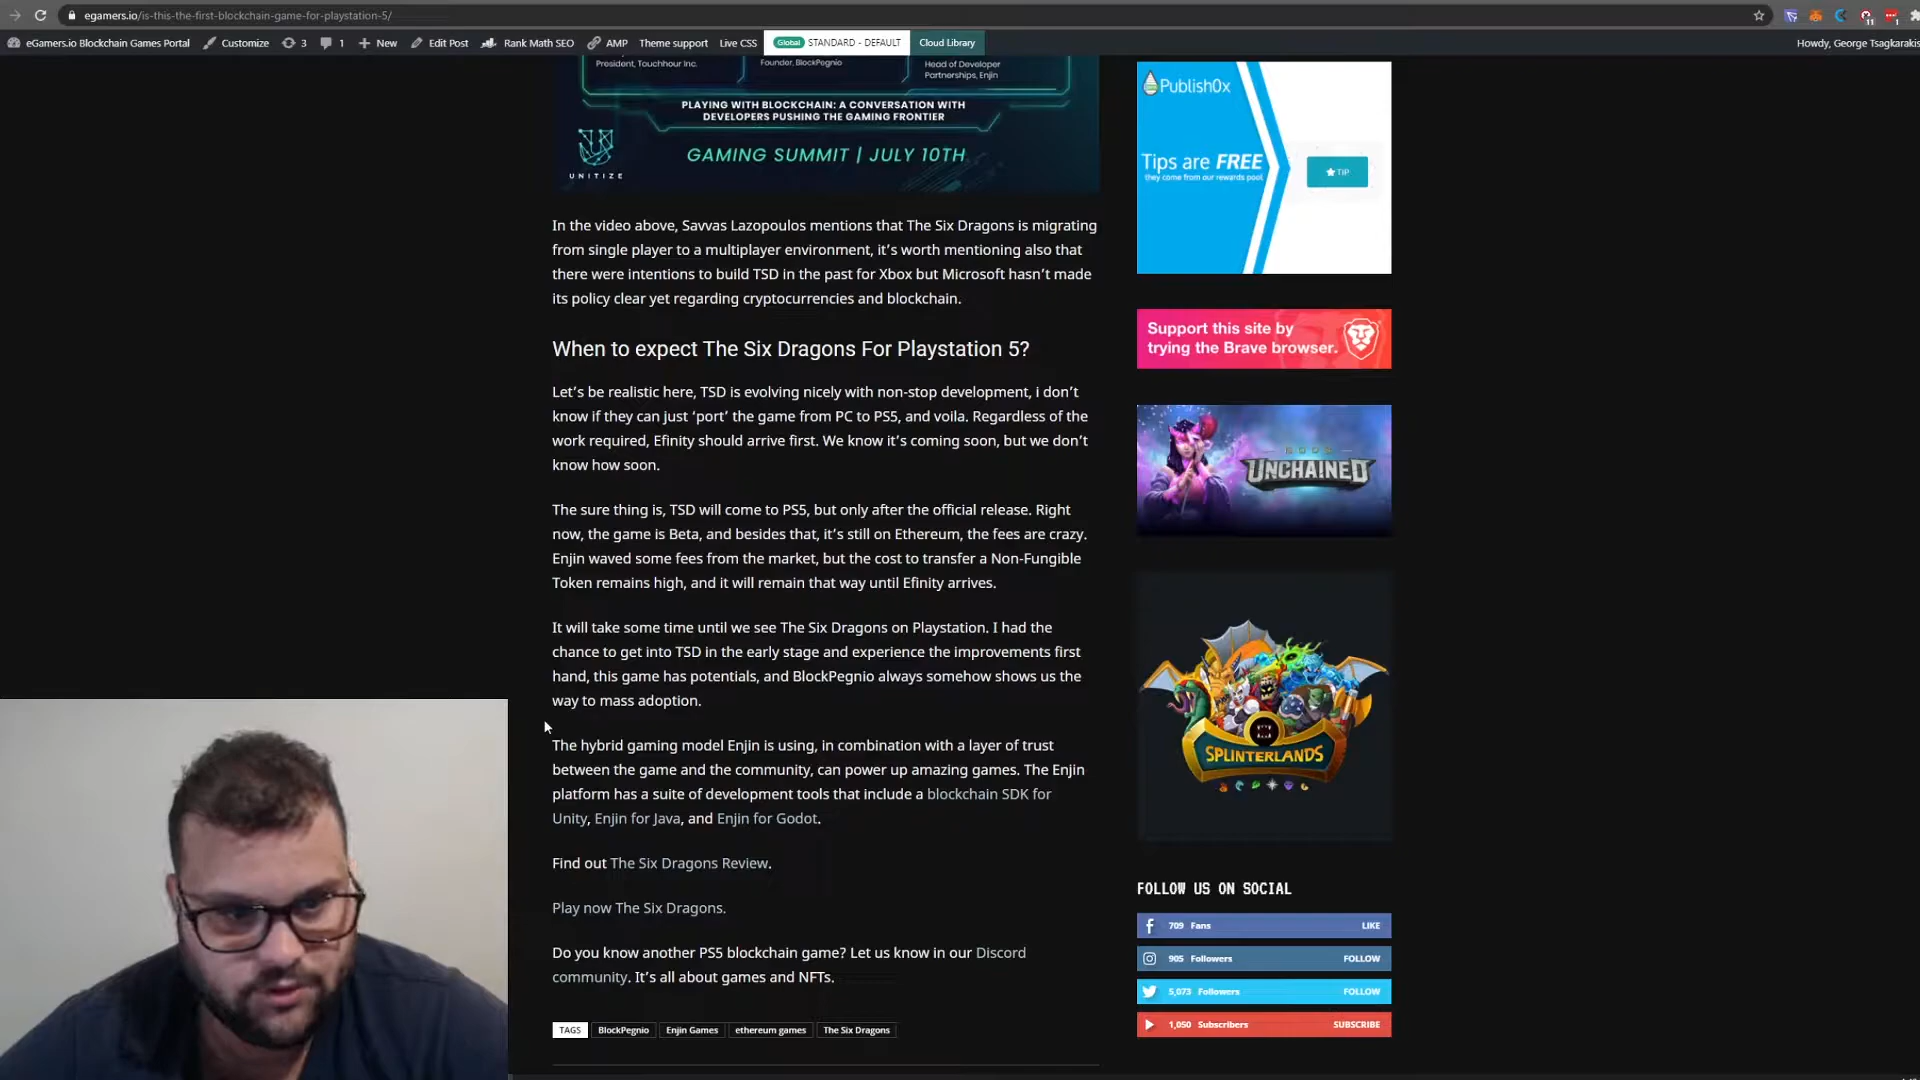 egamers.io/is-this-the-first-blockchain-game-for-playstation-5/
11
1
eGamers.io Blockchain Games Portal
Customize
3
1
New
Edit Post
Rank Math SEO
AMP
Theme support
Live CSS
Global STANDARD - DEFAULT
Cloud Library
Howdy, George Tsagkarakis
President, Touchhour Inc.
Founder, BlockPegnio
Head of Developer
Partnerships, Enjin
PLAYING WITH BLOCKCHAIN: A CONVERSATION WITH
DEVELOPERS PUSHING THE GAMING FRONTIER
UNITIZE
GAMING SUMMIT | JULY 10TH
In the video above, Savvas Lazopoulos mentions that The Six Dragons is migrating
from single player to a multiplayer environment, it's worth mentioning also that
there were intentions to build TSD in the past for Xbox but Microsoft hasn't made
its policy clear yet regarding cryptocurrencies and blockchain.
When to expect The Six Dragons For Playstation 5?
Let's be realistic here, TSD is evolving nicely with non-stop development, i don't
know if they can just 'port' the game from PC to PS5, and voila. Regardless of the
work required, Efinity should arrive first. We know it's coming soon, but we don't
know how soon.
The sure thing is, TSD will come to PS5, but only after the official release. Right
now, the game is Beta, and besides that, it's still on Ethereum, the fees are crazy.
Enjin waved some fees from the market, but the cost to transfer a Non-Fungible
Token remains high, and it will remain that way until Efinity arrives.
It will take some time until we see The Six Dragons on Playstation. I had the
chance to get into TSD in the early stage and experience the improvements first
hand, this game has potentials, and BlockPegnio always somehow shows us the
way to mass adoption.
The hybrid gaming model Enjin is using, in combination with a layer of trust
between the game and the community, can power up amazing games. The Enjin
platform has a suite of development tools that include a blockchain SDK for
Unity, Enjin for Java, and Enjin for Godot.
Find out The Six Dragons Review.
Play now The Six Dragons.
Do you know another PS5 blockchain game? Let us know in our Discord
community. It's all about games and NFTs.
TAGS
BlockPegnio
Enjin Games
ethereum games
The Six Dragons
Publish0x
Tips are FREE
they come from our rewards pool.
TIP
Support this site by
trying the Brave browser.
GODS
UNCHAINED
SPLINTERLANDS
FOLLOW US ON SOCIAL
709 Fans
LIKE
905 Followers
FOLLOW
5,073 Followers
FOLLOW
1,050 Subscribers
SUBSCRIBE